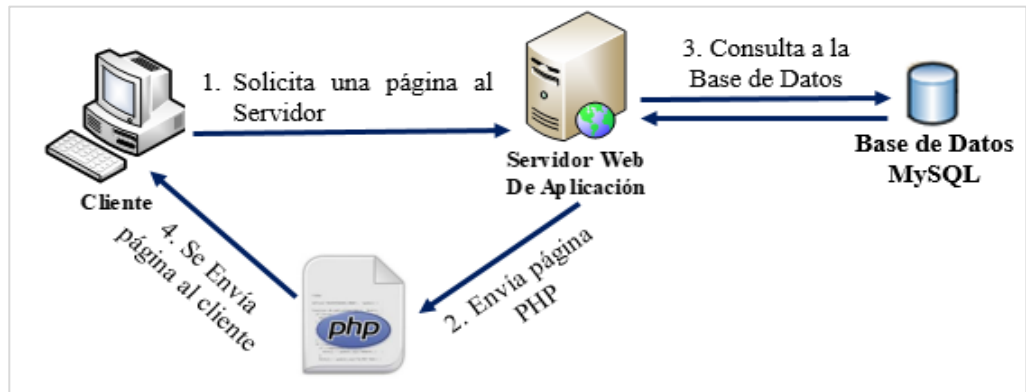 1. Solicita una página al
Servidor
Cliente
Servidor Web
De Aplicación
3. Consulta a la
Base de Datos
Base de Datos
MySQL
2. Envía página
PHP
php
4. Se Envía
página al cliente